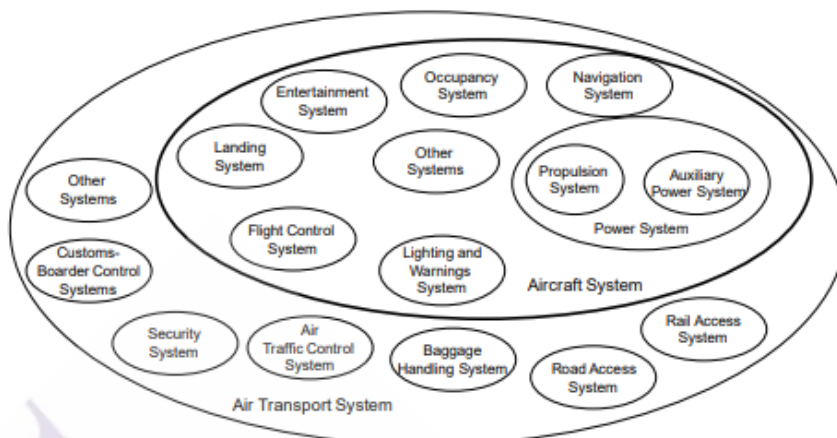 Entertainment
System
Occupancy
System
Navigation
System
Landing
System
Other
Systems
Propulsion
System
Auxiliary
Power System
Power System
Other
Systems
Flight Control
System
Lighting and
Warnings
System
Aircraft System
Customs-
Boarder Control
Systems
Security
System
Air
Traffic Control
System
Baggage
Handling System
Road Access
System
Rail Access
System
Air Transport System